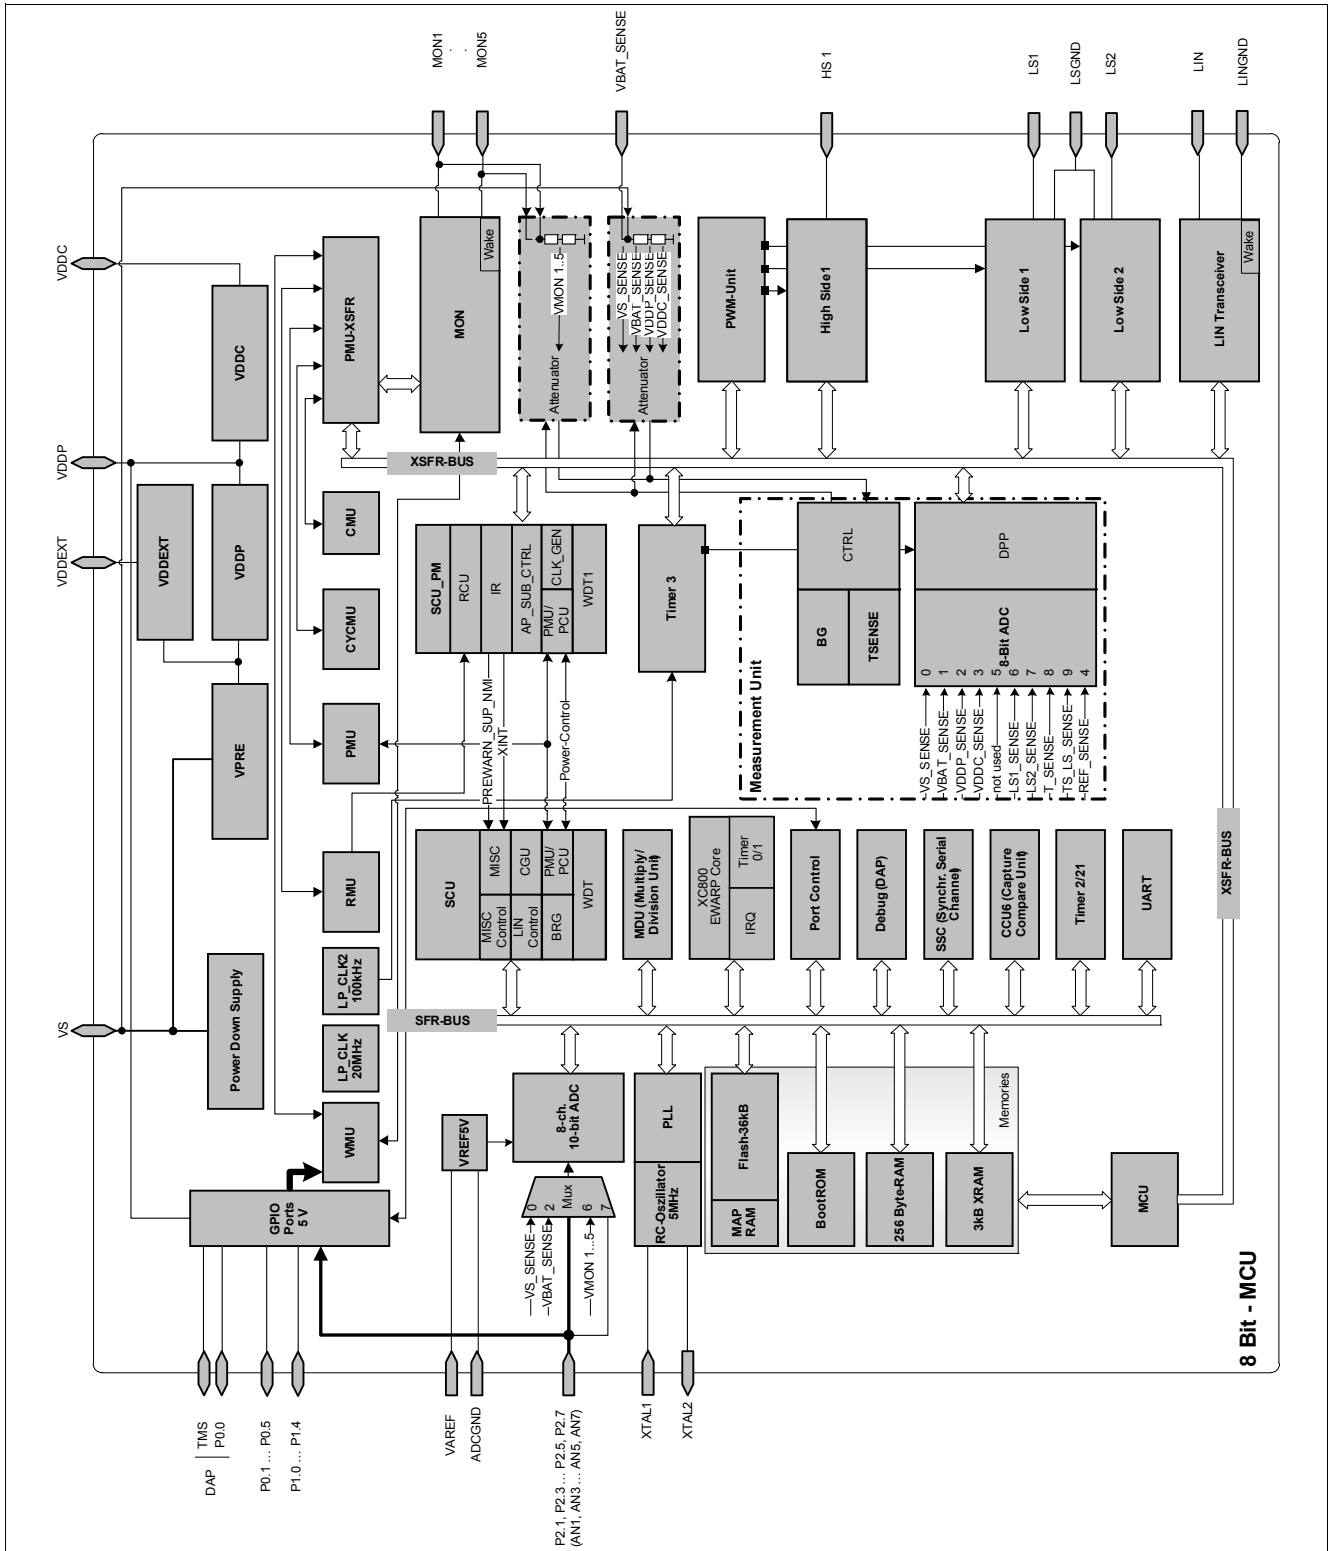 VS
VDDEXT
VDDP
VDDC
Power Down Supply
VPRE
VDDEXT
VDDP
VDDC
GPIO
Ports
5 V
WMU
LP_CLK
20MHz
LP_CLK2
100kHz
RMU
PMU
CYCMU
CMU
PMU-XSFR
DAP
TMS
P0.0
P0.1 ... P0.5
P1.0 ... P1.4
MON1
.
.
MON5
MON
Wake
VBAT_SENSE
VMON 1..5
Attenuator
VS_SENSE
VBAT_SENSE
VDDP_SENSE
VDDC_SENSE
Attenuator
VAREF
ADCGND
VREF5V
8-ch.
10-bit ADC
Mux
0
2
6
7
VS_SENSE
VBAT_SENSE
VMON 1...5
P2.1, P2.3 ... P2.5, P2.7
(AN1, AN3 ... AN5, AN7)
SFR-BUS
XSFR-BUS
SCU
MISC
Control
MISC
LIN
Control
CGU
BRG
PMU/
PCU
WDT
PREWARN_SUP_NMI
XINT
Power-Control
SCU_PM
RCU
IR
AP_SUB_CTRL
PMU/
PCU
CLK_GEN
WDT1
XTAL1
XTAL2
RC-Oszillator
5MHz
PLL
MDU (Multiply/
Division Unit)
Timer 3
MAP
RAM
Flash-36kB
BootROM
256 Byte-RAM
3kB XRAM
Memories
XC800
EWARP Core
IRQ
Timer
0/1
Port Control
Debug (DAP)
SSC (Synchr. Serial
Channel)
CCU6 (Capture
Compare Unit)
Timer 2/21
UART
Measurement Unit
BG
TSENSE
CTRL
8-Bit ADC
DPP
VS_SENSE
0
VBAT_SENSE
1
VDDP_SENSE
2
VDDC_SENSE
3
not used
5
LS1_SENSE
6
LS2_SENSE
7
T_SENSE
8
TS_LS_SENSE
9
REF_SENSE
4
PWM-Unit
High Side1
HS 1
Low Side 1
LS1
LSGND
Low Side 2
LS2
LIN Transceiver
Wake
LIN
LINGND
MCU
XSFR-BUS
8 Bit - MCU